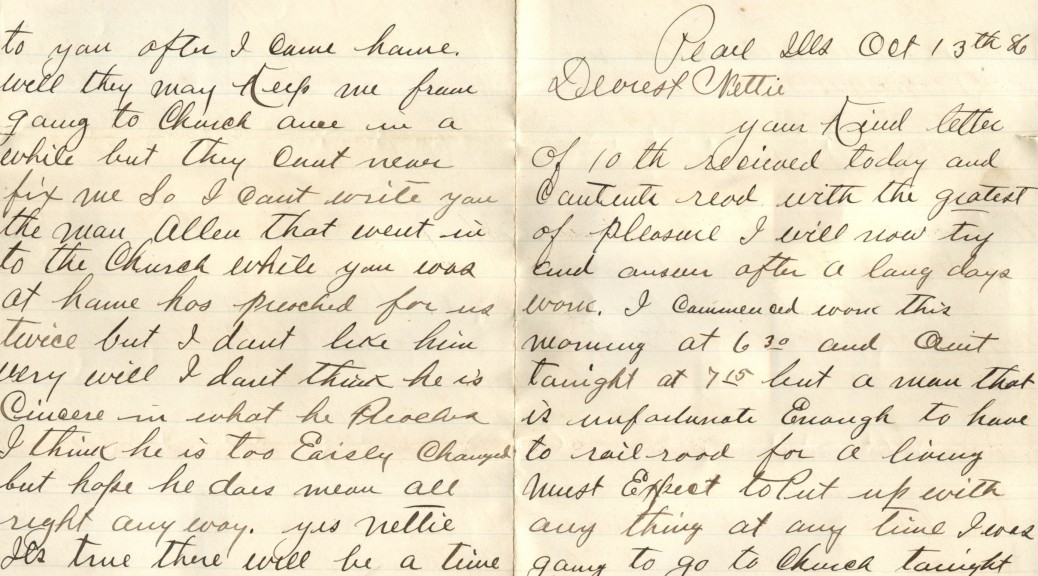 Pearl Ills Oct 13th 86
Dearest Nettie
your Kind letter
of 10 th recieved today and
Contents read with the gratest
of pleasure I will now try
and answer after a long days
work. I commenced work this
morning at 6 30 and Quit
tonight at 7 15 but a man that
is unfortunate Enough to have
to rail road for a living
must Expect to Put up with
any thing at any time I was
going to go to Church tonight
to you after I came home.
well they may Keep me from
going to Church once in a
while but they cant never
fix me So I cant write you
the man Allen that went in
to the Church while you was
at home has preached for us
twice but I dont like him
very well I dont think he is
Cincere in what he Preaches
I think he is too Eaisly Changed
but hope he does mean all
right any way. yes Nettie
Its true there will be a time